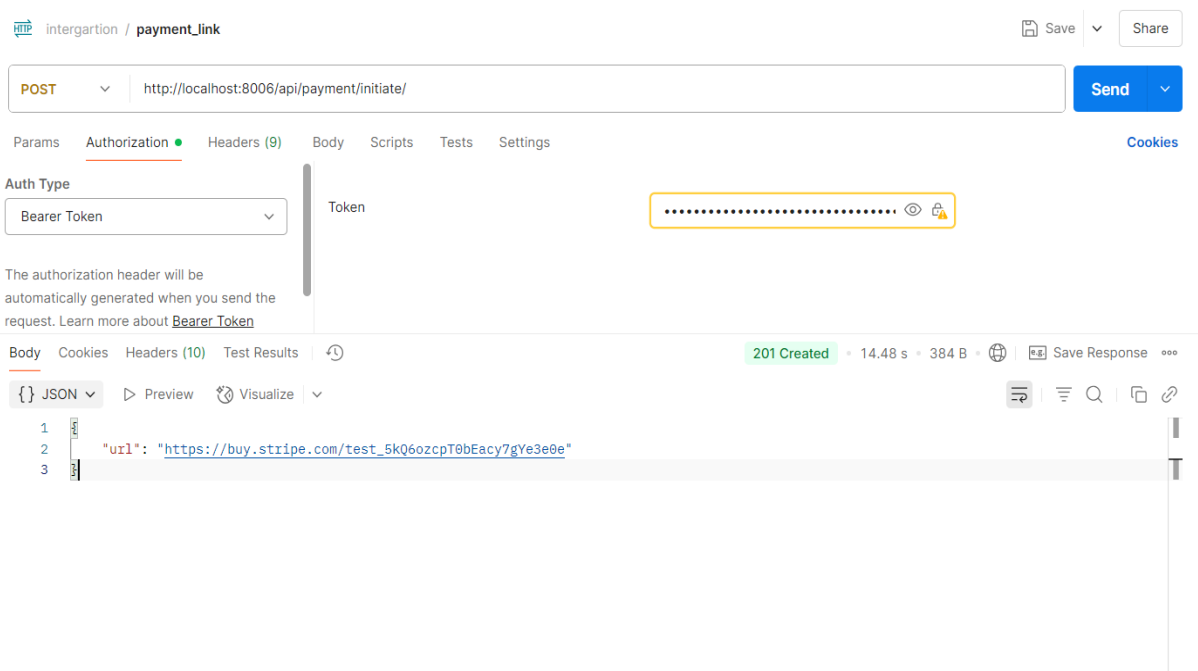 HTTP intergartion / payment_link Save Share
POST http://localhost:8006/api/payment/initiate/ Send
Params Authorization Headers (9) Body Scripts Tests Settings Cookies
Auth Type
Bearer Token
Token
The authorization header will be
automatically generated when you send the
request. Learn more about Bearer Token
Body Cookies Headers (10) Test Results 201 Created 14.48 s 384 B e.g. Save Response
{} JSON Preview Visualize
1 {
2 "url": "https://buy.stripe.com/test_5kQ6ozcpT0bEacy7gYe3e0e"
3 }